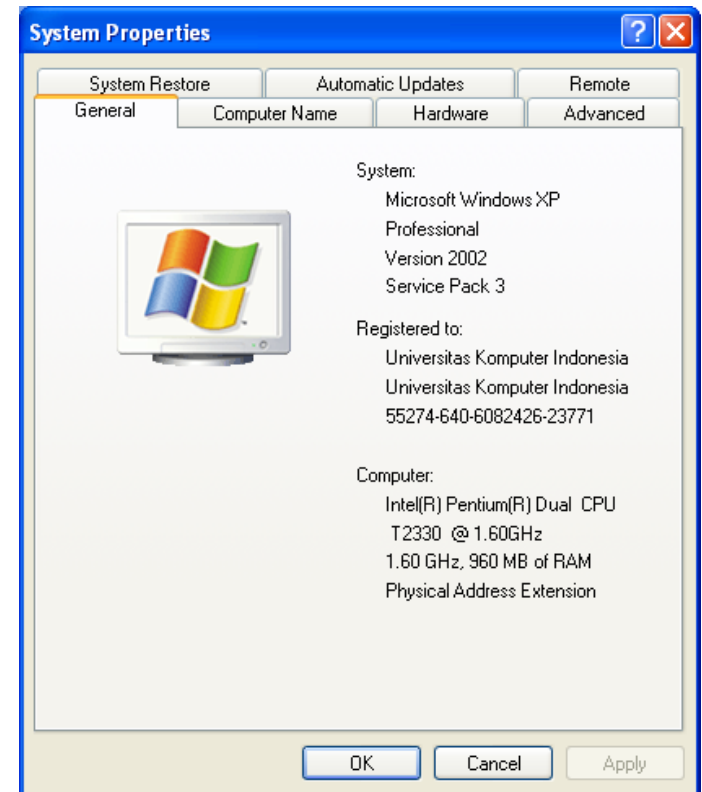 System Properties
System Restore
Automatic Updates
Remote
General
Computer Name
Hardware
Advanced
System:
Microsoft Windows XP
Professional
Version 2002
Service Pack 3
Registered to:
Universitas Komputer Indonesia
Universitas Komputer Indonesia
55274-640-6082426-23771
Computer:
Intel(R) Pentium(R) Dual CPU
T2330 @ 1.60GHz
1.60 GHz, 960 MB of RAM
Physical Address Extension
OK
Cancel
Apply